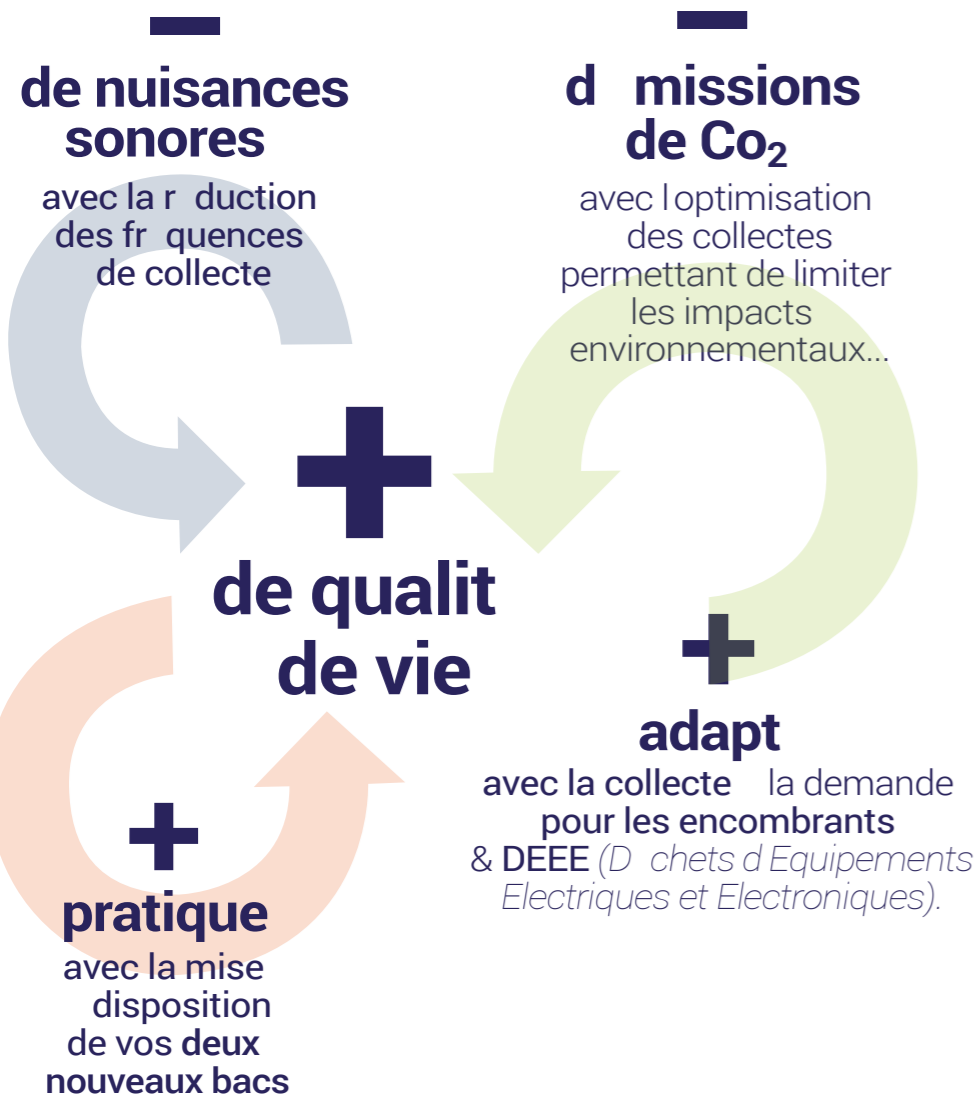 de nuisances
sonores
avec la r duction
des fr quences
de collecte
d missions
de Co₂
avec l optimisation
des collectes
permettant de limiter
les impacts
environnementaux...
+
de qualit
de vie
+
adapt
avec la collecte la demande
pour les encombrants
& DEEE (D chets d Equipements
Electriques et Electroniques).
+
pratique
avec la mise
disposition
de vos deux
nouveaux bacs